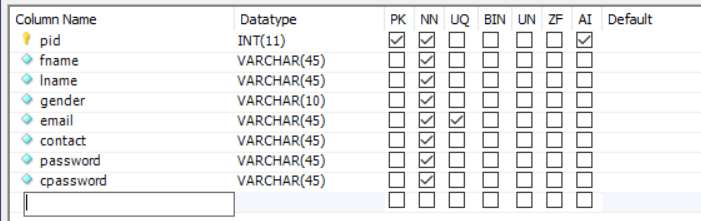 Column Name Datatype PK NN UQ BIN UN ZF AI Default
pid INT(11)
fname VARCHAR(45)
lname VARCHAR(45)
gender VARCHAR(10)
email VARCHAR(45)
contact VARCHAR(45)
password VARCHAR(45)
cpassword VARCHAR(45)